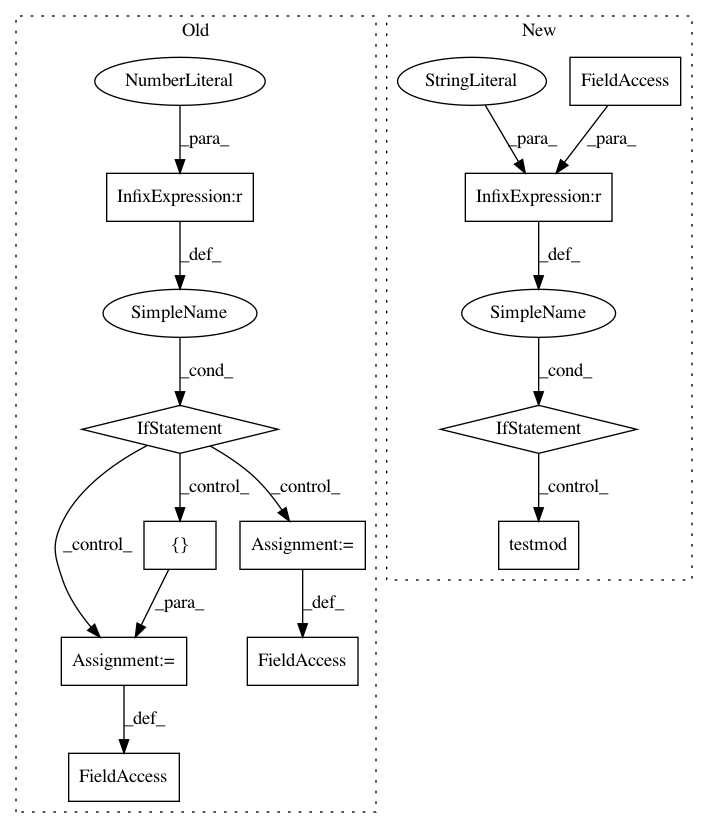 Old
New
NumberLiteral
StringLiteral
FieldAccess
_para_
_para_
_para_
InfixExpression:r
InfixExpression:r
_def_
_def_
SimpleName
SimpleName
_cond_
_cond_
IfStatement
IfStatement
_control_
_control_
_control_
_control_
{}
Assignment:=
testmod
_para_
_def_
Assignment:=
FieldAccess
_def_
FieldAccess